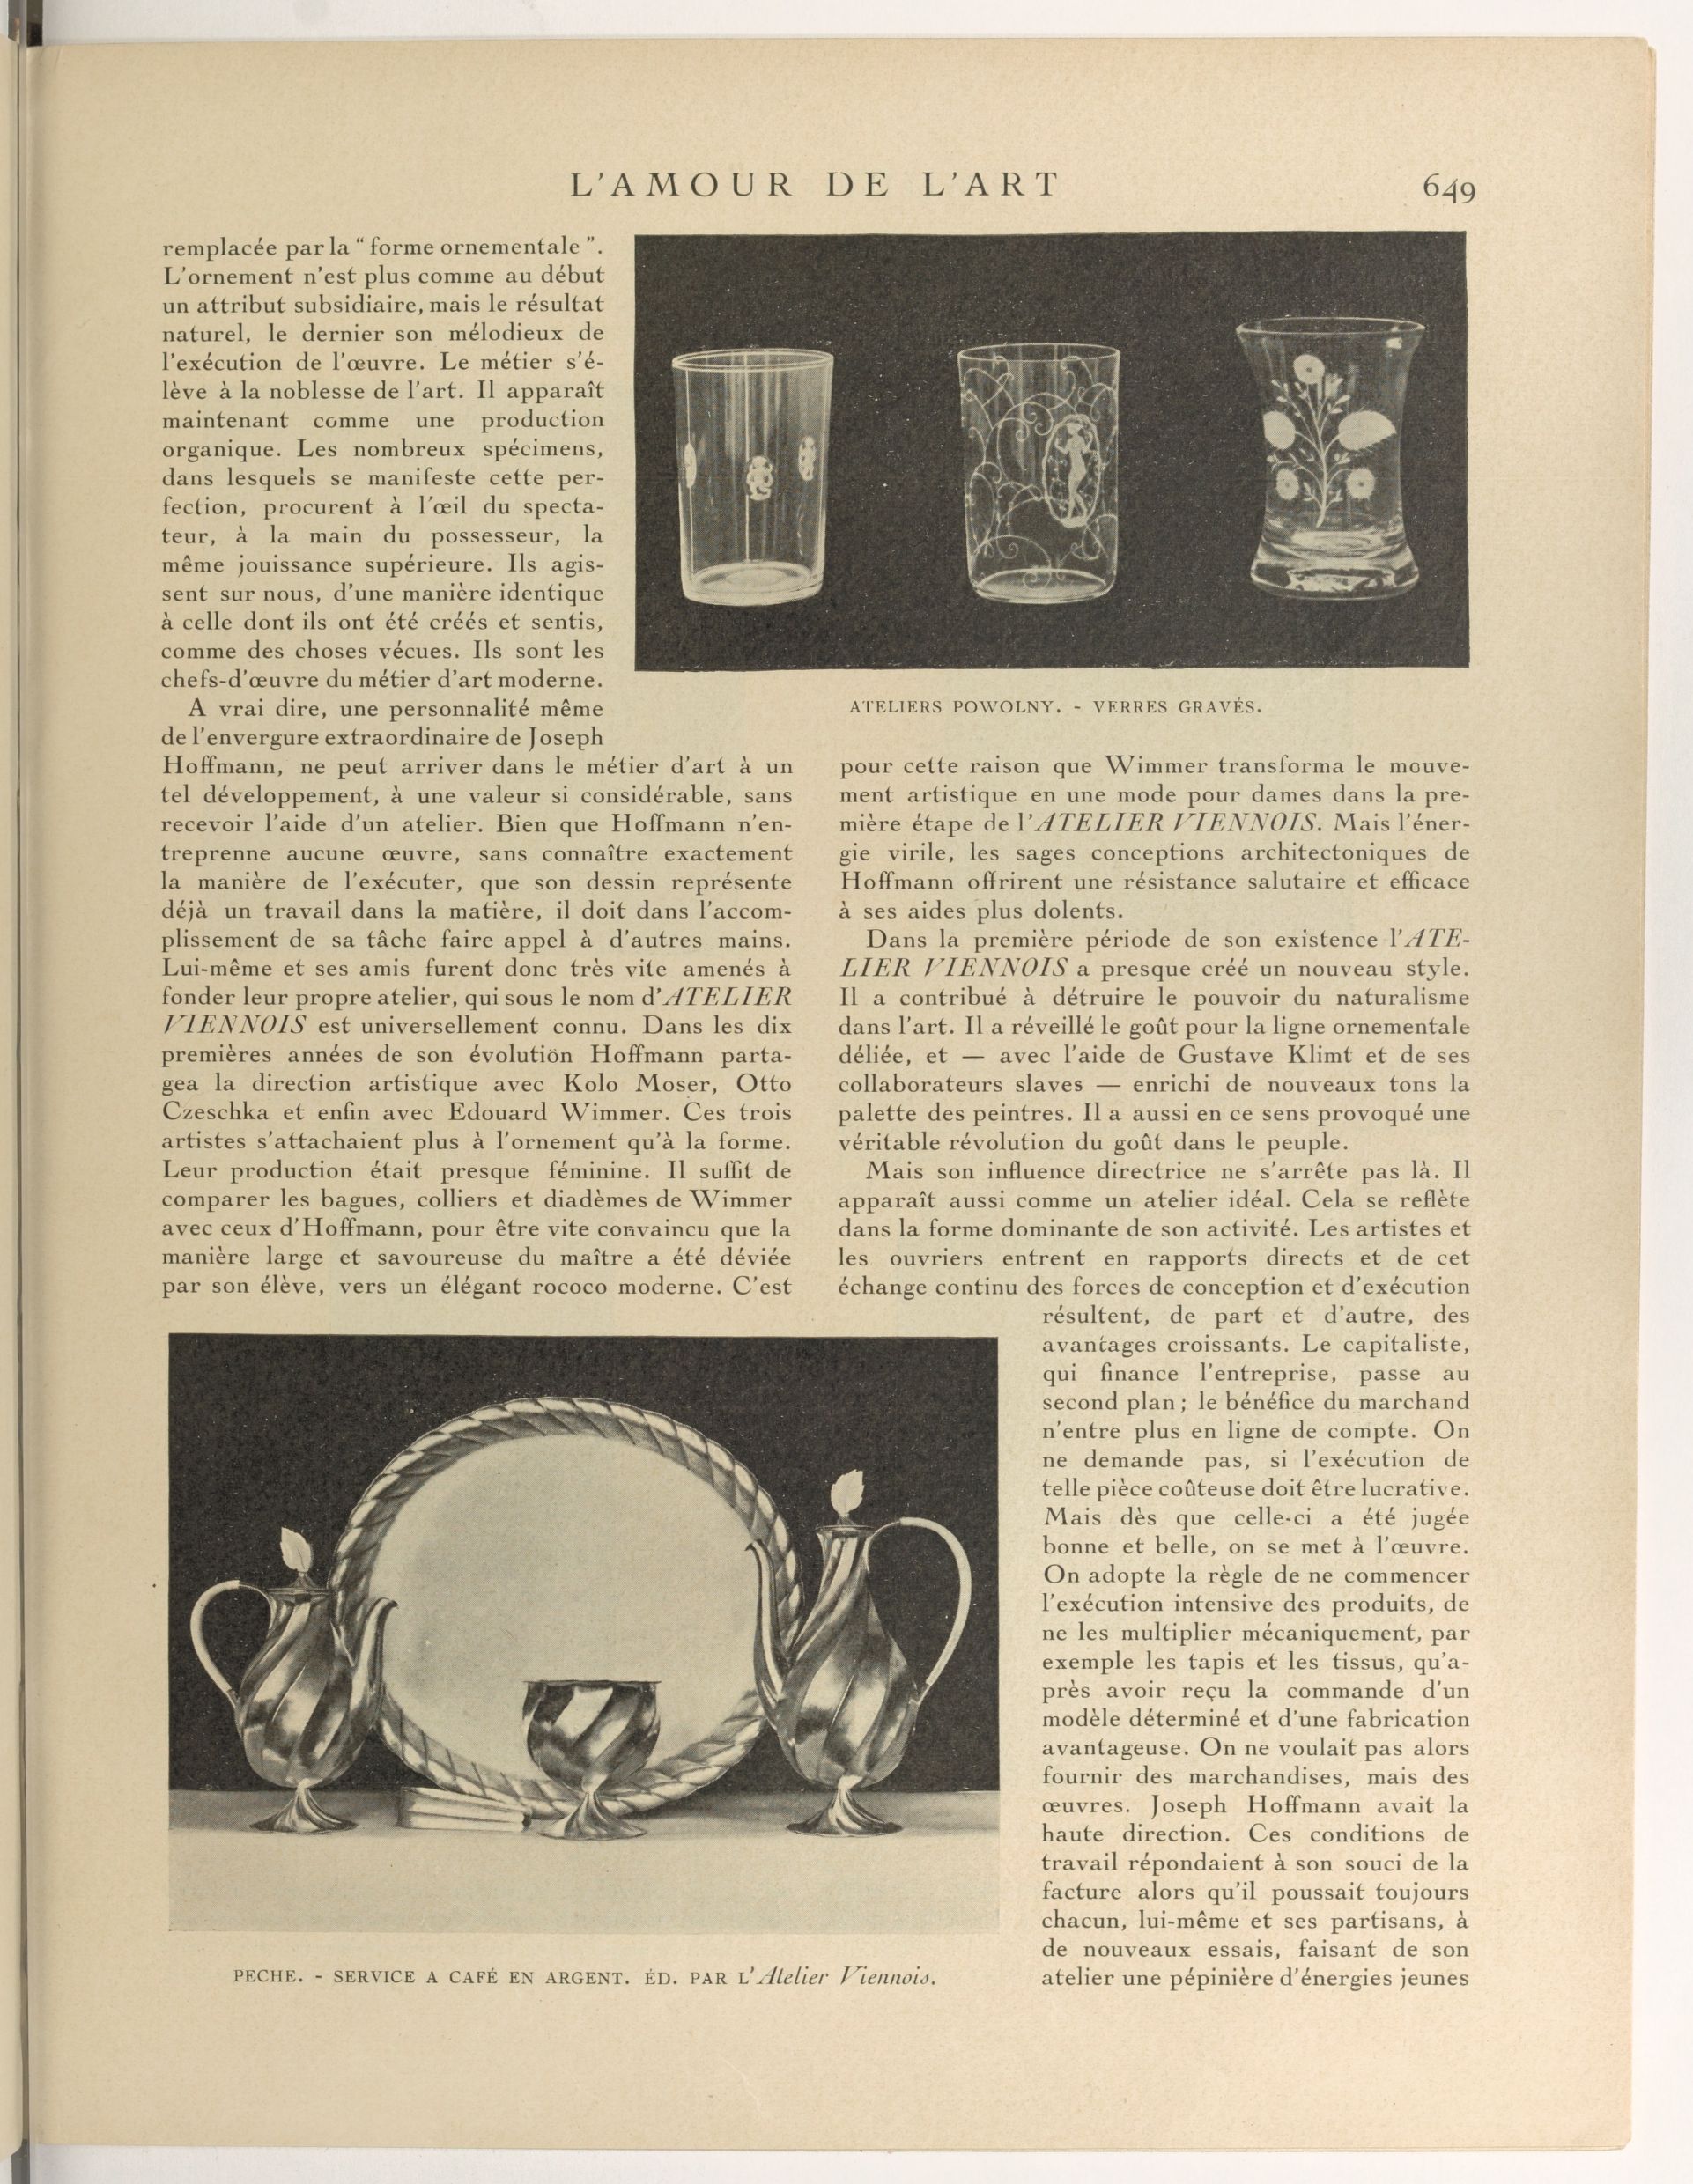 L'AMOUR DE L'ART
649
remplacée par la “ forme ornementale ”.
L'ornement n'est plus comme au début
un attribut subsidiaire, mais le résultat
naturel, le dernier son mélodieux de
l'exécution de l'œuvre. Le métier s'é-
lève à la noblesse de l'art. Il apparaît
maintenant comme une production
organique. Les nombreux spécimens,
dans lesquels se manifeste cette per-
fection, procurent à l'œil du specta-
teur, à la main du possesseur, la
même jouissance supérieure. Ils agis-
sent sur nous, d'une manière identique
à celle dont ils ont été créés et sentis,
comme des choses vécues. Ils sont les
chefs-d'œuvre du métier d'art moderne.
A vrai dire, une personnalité même
de l'envergure extraordinaire de Joseph
Hoffmann, ne peut arriver dans le métier d'art à un
tel développement, à une valeur si considérable, sans
recevoir l'aide d'un atelier. Bien que Hoffmann n'en-
treprenne aucune œuvre, sans connaître exactement
la manière de l'exécuter, que son dessin représente
déjà un travail dans la matière, il doit dans l'accom-
plissement de sa tâche faire appel à d'autres mains.
Lui-même et ses amis furent donc très vite amenés à
fonder leur propre atelier, qui sous le nom d'ATELIER
VIENNOIS est universellement connu. Dans les dix
premières années de son évolution Hoffmann parta-
gea la direction artistique avec Kolo Moser, Otto
Czeschka et enfin avec Edouard Wimmer. Ces trois
artistes s'attachaient plus à l'ornement qu'à la forme.
Leur production était presque féminine. Il suffit de
comparer les bagues, colliers et diadèmes de Wimmer
avec ceux d'Hoffmann, pour être vite convaincu que la
manière large et savoureuse du maître a été déviée
par son élève, vers un élégant rococo moderne. C'est
ATELIERS POWOLNY. - VERRES GRAVÉS.
pour cette raison que Wimmer transforma le mouve-
ment artistique en une mode pour dames dans la pre-
mière étape de l'ATELIER VIENNOIS. Mais l'éner-
gie virile, les sages conceptions architectoniques de
Hoffmann offrirent une résistance salutaire et efficace
à ses aides plus dolents.
Dans la première période de son existence l'ATE-
LIER VIENNOIS a presque créé un nouveau style.
Il a contribué à détruire le pouvoir du naturalisme
dans l'art. Il a réveillé le goût pour la ligne ornementale
déliée, et — avec l'aide de Gustave Klimt et de ses
collaborateurs slaves — enrichi de nouveaux tons la
palette des peintres. Il a aussi en ce sens provoqué une
véritable révolution du goût dans le peuple.
Mais son influence directrice ne s'arrête pas là. Il
apparaît aussi comme un atelier idéal. Cela se reflète
dans la forme dominante de son activité. Les artistes et
les ouvriers entrent en rapports directs et de cet
échange continu des forces de conception et d'exécution
résultent, de part et d'autre, des
avantages croissants. Le capitaliste,
qui finance l'entreprise, passe au
second plan ; le bénéfice du marchand
n'entre plus en ligne de compte. On
ne demande pas, si l'exécution de
telle pièce coûteuse doit être lucrative.
Mais dès que celle-ci a été jugée
bonne et belle, on se met à l'œuvre.
On adopte la règle de ne commencer
l'exécution intensive des produits, de
ne les multiplier mécaniquement, par
exemple les tapis et les tissus, qu'a-
près avoir reçu la commande d'un
modèle déterminé et d'une fabrication
avantageuse. On ne voulait pas alors
fournir des marchandises, mais des
œuvres. Joseph Hoffmann avait la
haute direction. Ces conditions de
travail répondaient à son souci de la
facture alors qu'il poussait toujours
chacun, lui-même et ses partisans, à
de nouveaux essais, faisant de son
atelier une pépinière d'énergies jeunes
PECHE. - SERVICE A CAFÉ EN ARGENT. ÉD. PAR L'Atelier Viennois.